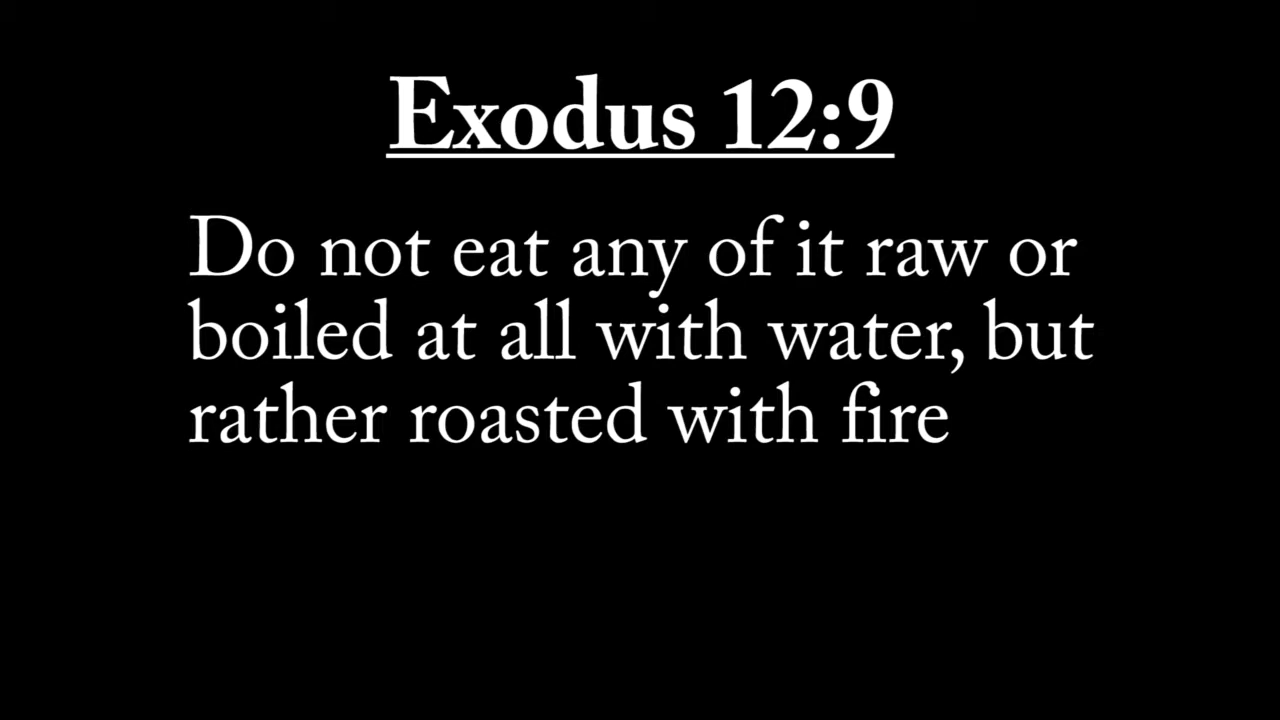 Exodus 12:9
Do not eat any of it raw or
boiled at all with water, but
rather roasted with fire